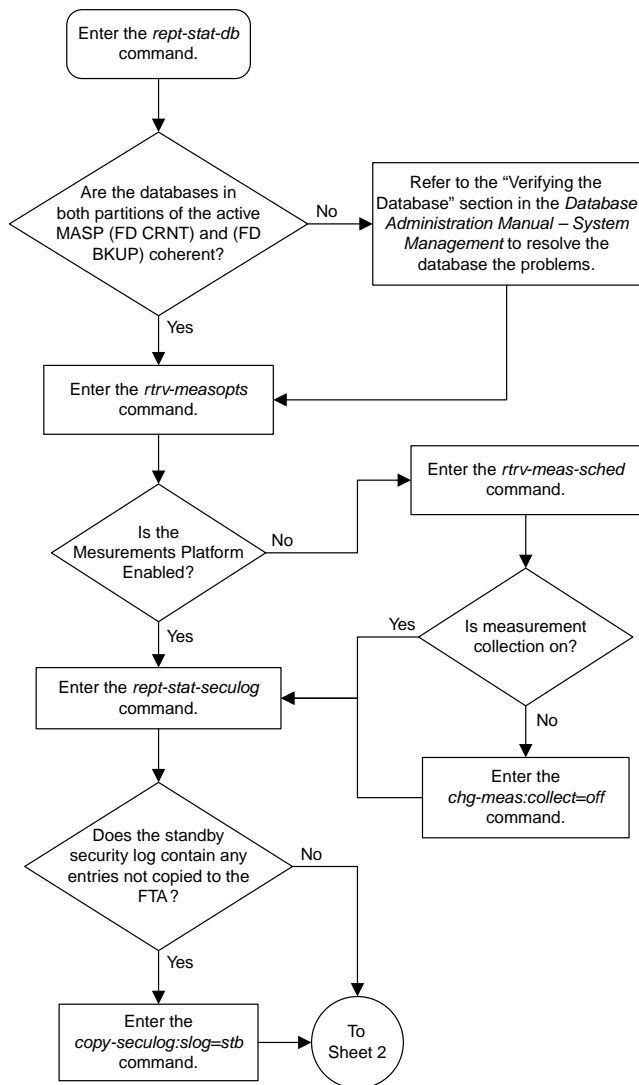 Enter the rept-stat-db
command.
Are the databases in
both partitions of the active
MASP (FD CRNT) and (FD
BKUP) coherent?
No
Refer to the “Verifying the
Database” section in the Database
Administration Manual – System
Management to resolve the
database the problems.
Yes
Enter the rtrv-measopts
command.
Is the
Mesurements Platform
Enabled?
No
Enter the rtrv-meas-sched
command.
Yes
Is measurement
collection on?
Yes
No
Enter the
chg-meas:collect=off
command.
Enter the rept-stat-seculog
command.
Does the standby
security log contain any
entries not copied to the
FTA?
No
Yes
Enter the
copy-seculog:slog=stb
command.
To
Sheet 2